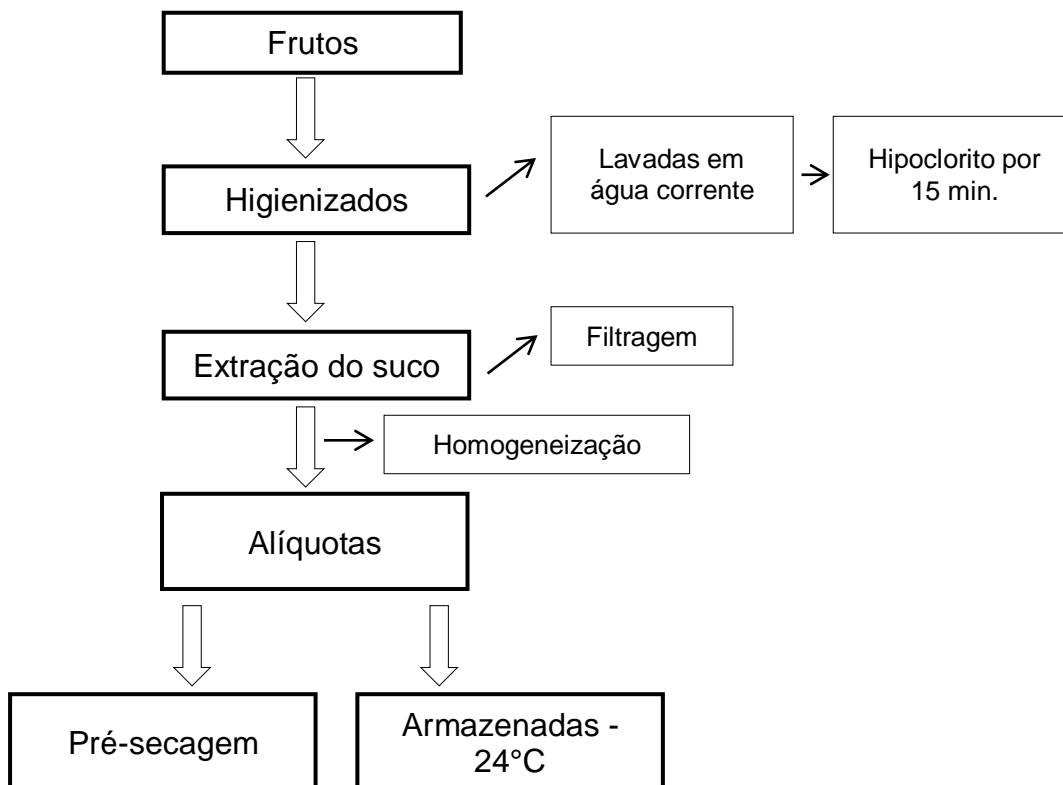 Frutos
Higienizados
Lavadas em
água corrente
Hipoclorito por
15 min.
Extração do suco
Filtragem
Homogeneização
Alíquotas
Pré-secagem
Armazenadas -
24°C